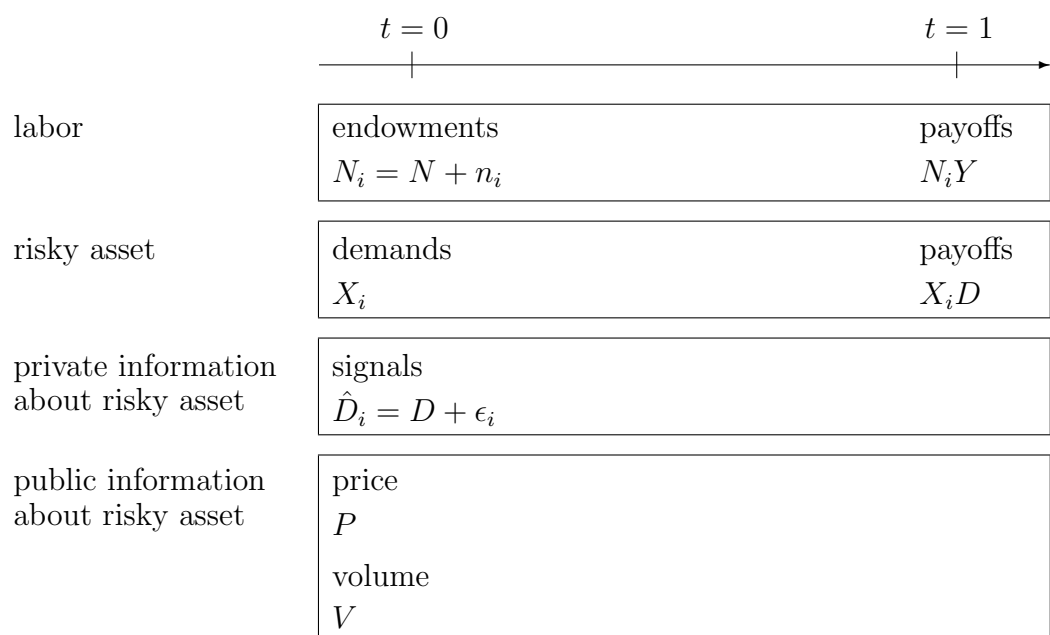 t = 0 t = 1
labor endowments payoffs
N_i = N + n_i N_iY
risky asset demands payoffs
X_i X_iD
private information signals
about risky asset D̂_i = D + ϵ_i
public information price
about risky asset P
volume
V